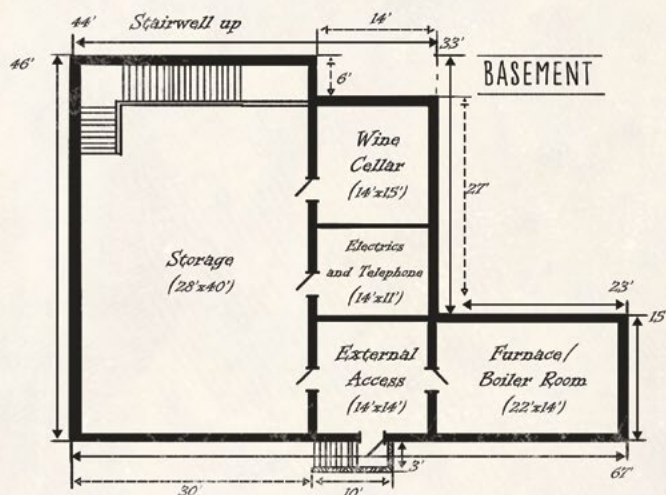 44'
Stairwell up
14'
33'
46'
6'
BASEMENT
Wine
Cellar
(14'x15')
27'
Storage
(28'x40')
Electrics
and Telephone
(14'x11')
23'
15'
External
Access
(14'x14')
Furnace/
Boiler Room
(22'x14')
3'
67'
30'
10'